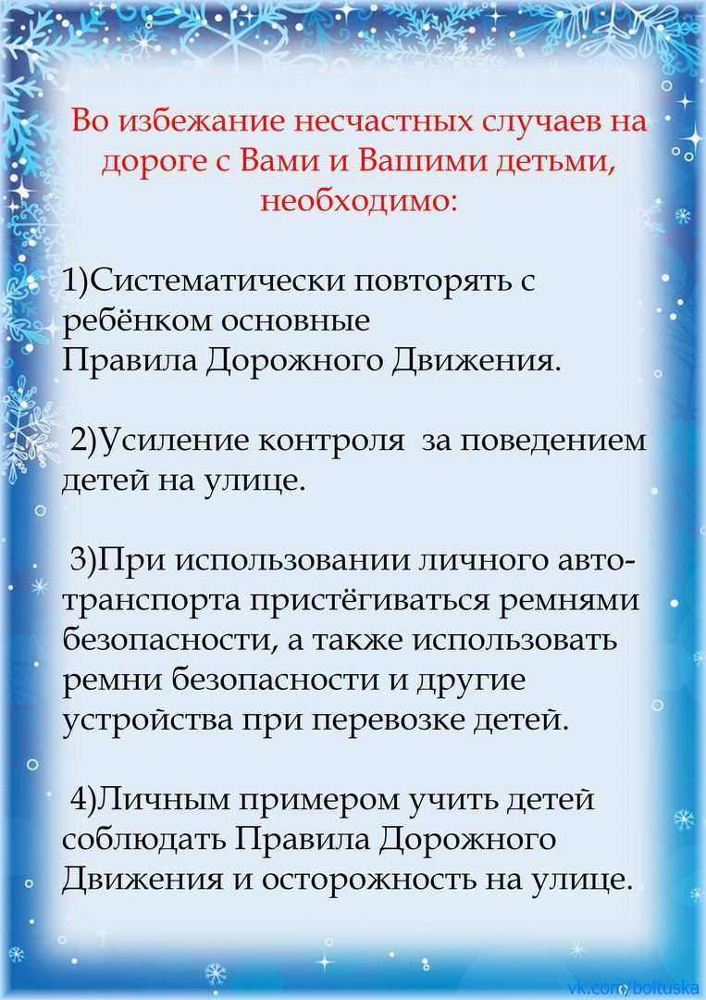 Во избежание несчастных случаев на
дороге с Вами и Вашими детьми,
необходимо:
1)Систематически повторять с
ребёнком основные
Правила Дорожного Движения.
2)Усиление контроля за поведением
детей на улице.
3)При использовании личного авто-
транспорта пристёгиваться ремнями
безопасности, а также использовать
ремни безопасности и другие
устройства при перевозке детей.
4)Личным примером учить детей
соблюдать Правила Дорожного
Движения и осторожность на улице.
vk.com/boltuska